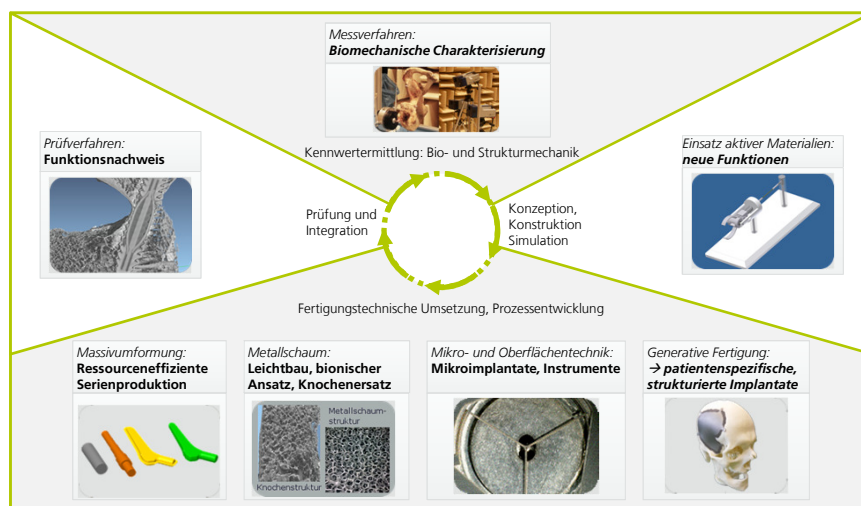 Messverfahren:
Biomechanische Charakterisierung
Kennwertermittlung: Bio- und Strukturmechanik
Prüfverfahren:
Funktionsnachweis
Einsatz aktiver Materialien:
neue Funktionen
Prüfung und
Integration
Konzeption,
Konstruktion
Simulation
Fertigungstechnische Umsetzung, Prozessentwicklung
Massivumformung:
Ressourceneffiziente
Serienproduktion
Metallschaum:
Leichtbau, bionischer
Ansatz, Knochenersatz
Metallschaum-
struktur
Knochenstruktur
Mikro- und Oberflächentechnik:
Mikroimplantate, Instrumente
Generative Fertigung:
→ patientenspezifische,
strukturierte Implantate